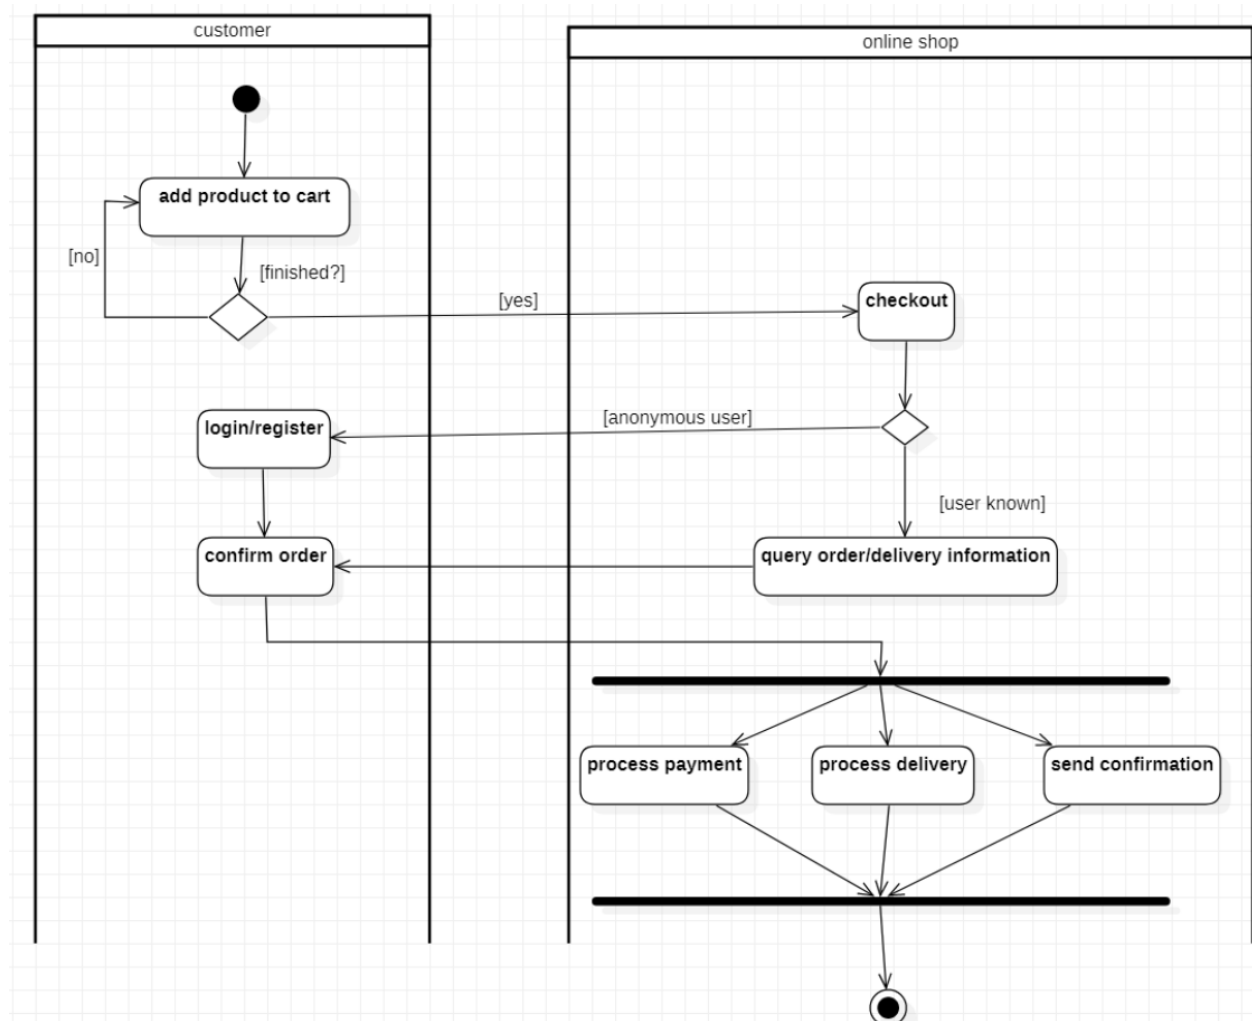 customer
online shop
add product to cart
[no]
[finished?]
[yes]
checkout
[anonymous user]
login/register
[user known]
confirm order
query order/delivery information
process payment
process delivery
send confirmation